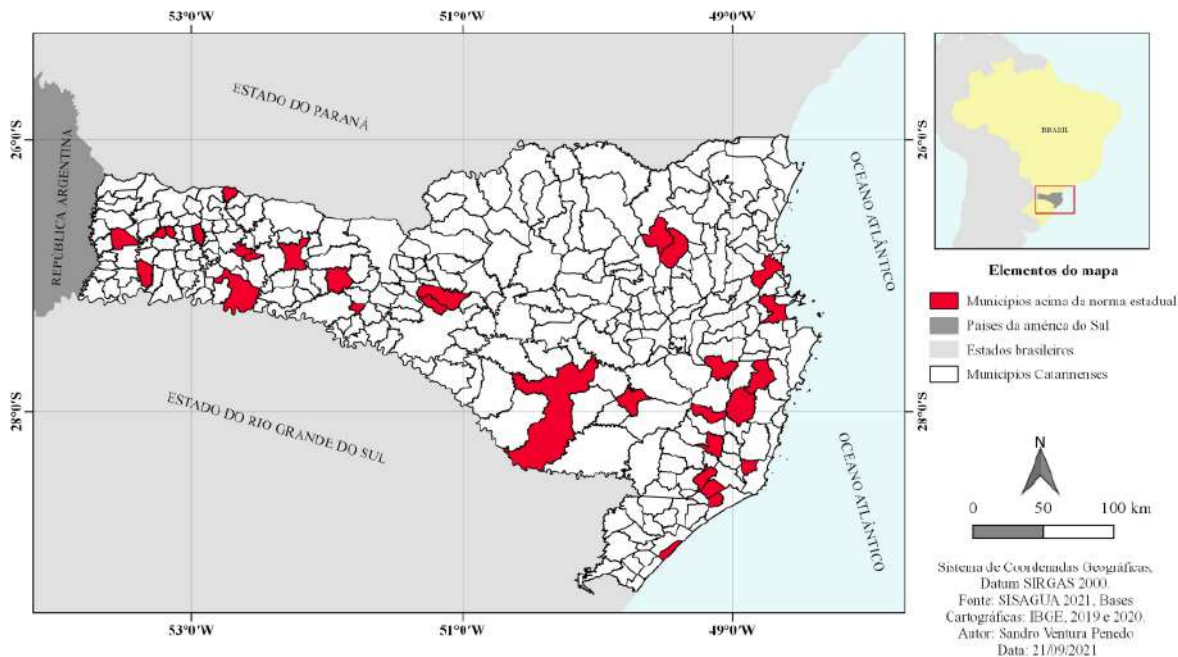 53°0'W
51°0'W
49°0'W
26°0'S
28°0'S
ESTADO DO PARANÁ
REPÚBLICA ARGENTINA
OCEANO ATLÂNTICO
ESTADO DO RIO GRANDE DO SUL
OCEANO ATLÂNTICO
26°0'S
28°0'S
53°0'W
51°0'W
49°0'W
BRASIL
Elementos do mapa
Municípios acima da norma estadual
Países da américa do Sul
Estados brasileiros
Municípios Catarinenses
N
0 50 100 km
Sistema de Coordenadas Geográficas,
Datum SIRGAS 2000.
Fonte: SISAGUA 2021, Bases
Cartográficas: IBGE, 2019 e 2020.
Autor: Sandro Ventura Penedo
Data: 21/09/2021